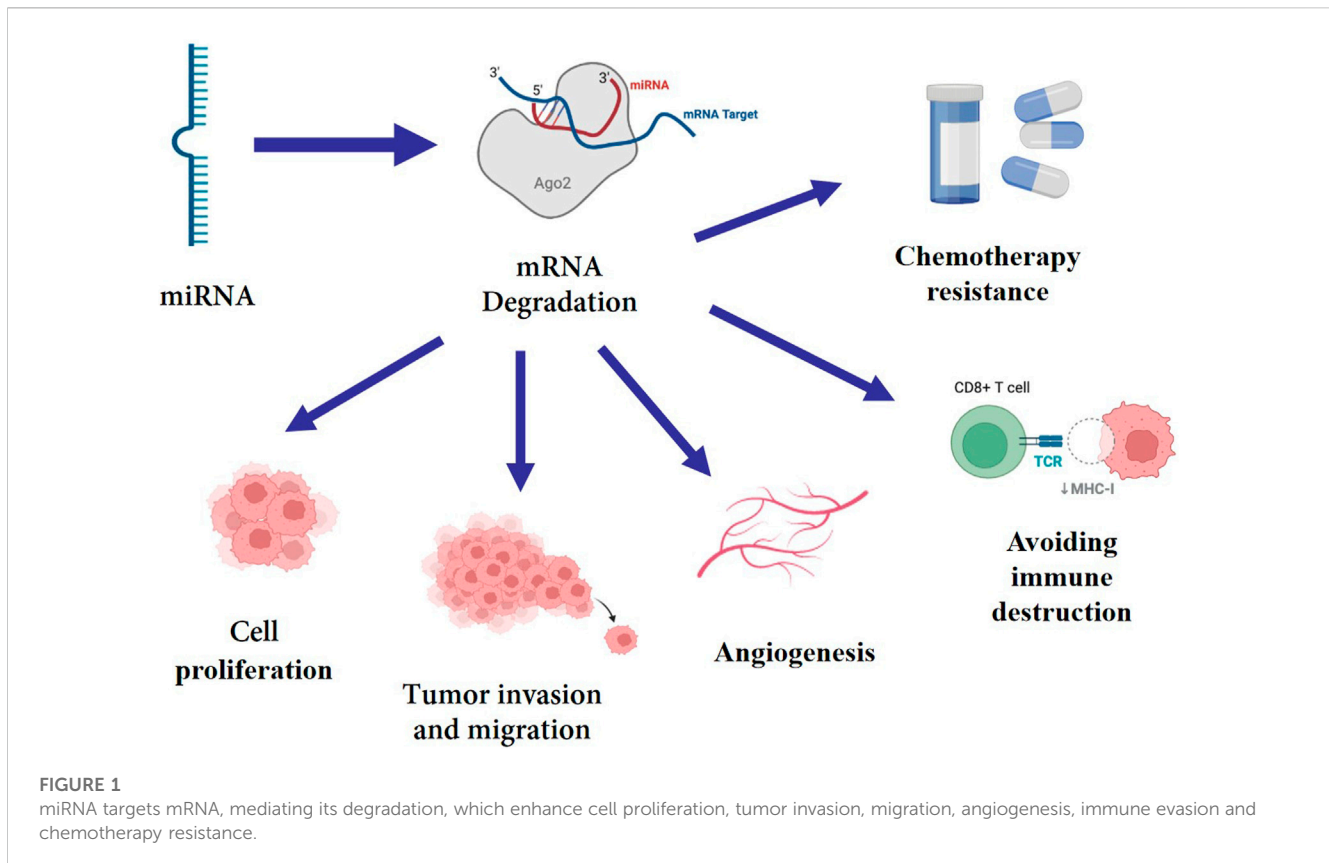 miRNA
3'
5'
3'
miRNA
mRNA Target
Ago2
mRNA
Degradation
Chemotherapy
resistance
CD8+ T cell
TCR
↓MHC-I
Avoiding
immune
destruction
Cell
proliferation
Tumor invasion
and migration
Angiogenesis
FIGURE 1
miRNA targets mRNA, mediating its degradation, which enhance cell proliferation, tumor invasion, migration, angiogenesis, immune evasion and
chemotherapy resistance.